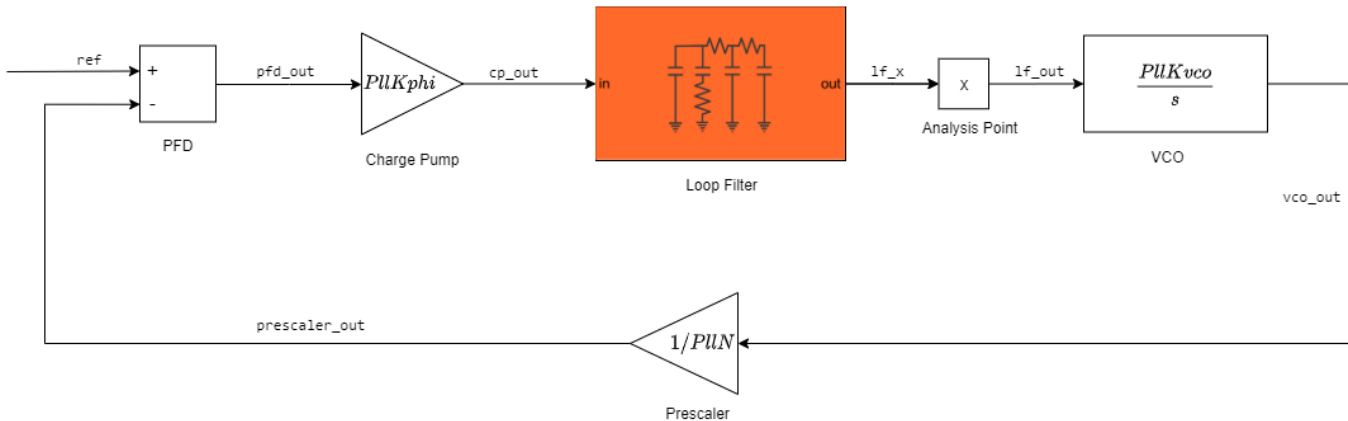 ref
+
-
PFD
pfd_out
PllKphi
Charge Pump
cp_out
in
out
Loop Filter
lf_x
X
Analysis Point
lf_out
PllKvco
s
VCO
vco_out
1/PllN
Prescaler
prescaler_out